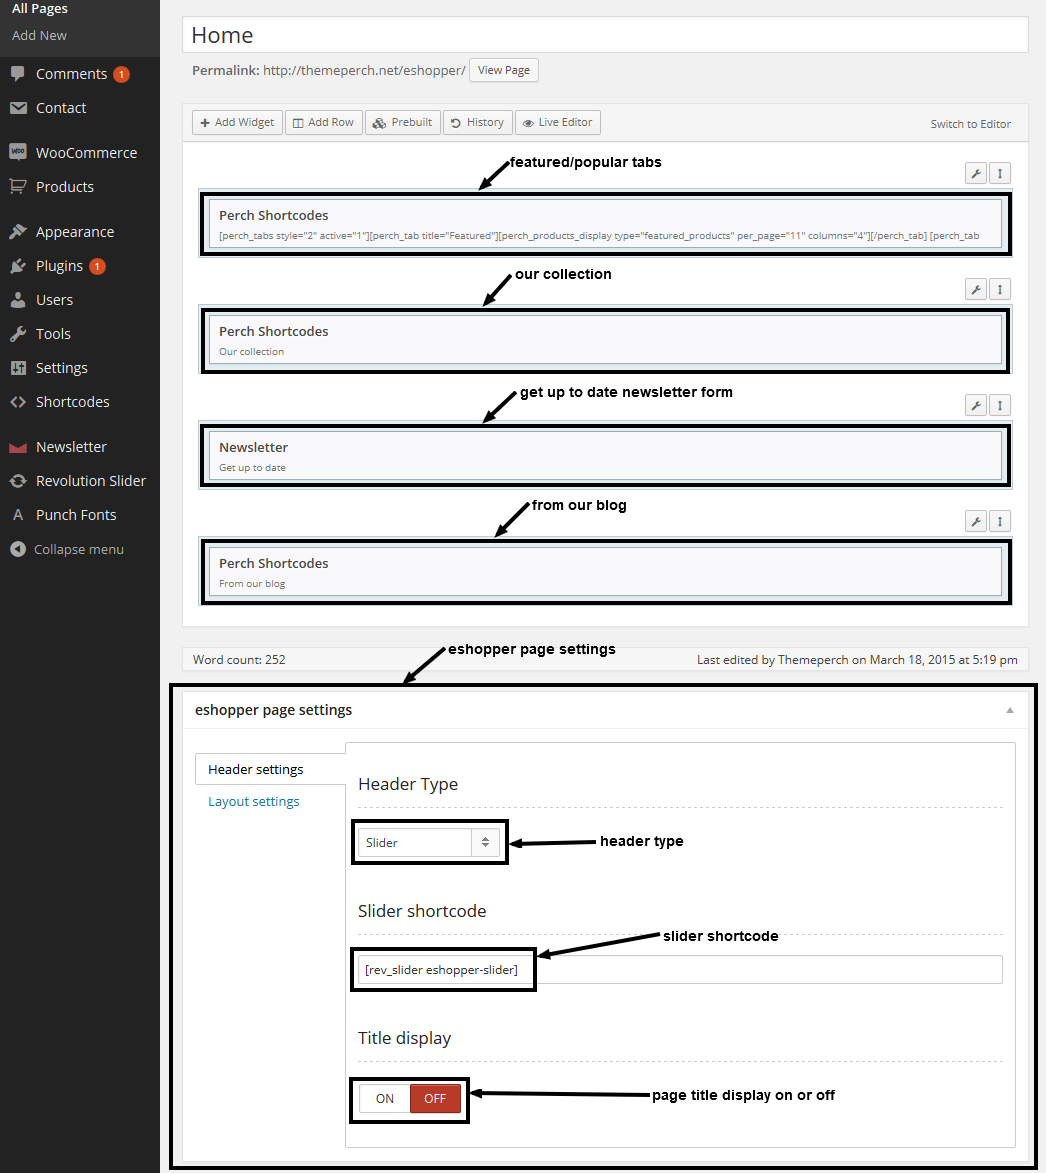 All Pages
Add New
Comments 1
Contact
WooCommerce
Products
Appearance
Plugins 1
Users
Tools
Settings
Shortcodes
Newsletter
Revolution Slider
Punch Fonts
Collapse menu
Home
Permalink: http://themeperch.net/eshopper/ View Page
Add Widget Add Row Prebuilt History Live Editor Switch to Editor
featured/popular tabs
Perch Shortcodes
[perch_tabs style="2" active="1"][perch_tab title="Featured"][perch_products_display type="featured_products" per_page="11" columns="4"][/perch_tab] [perch_tab
our collection
Perch Shortcodes
Our collection
get up to date newsletter form
Newsletter
Get up to date
from our blog
Perch Shortcodes
From our blog
eshopper page settings
Word count: 252 Last edited by Themeperch on March 18, 2015 at 5:19 pm
eshopper page settings
Header settings
Layout settings
Header Type
Slider
header type
Slider shortcode
slider shortcode
[rev_slider eshopper-slider]
Title display
ON OFF
page title display on or off